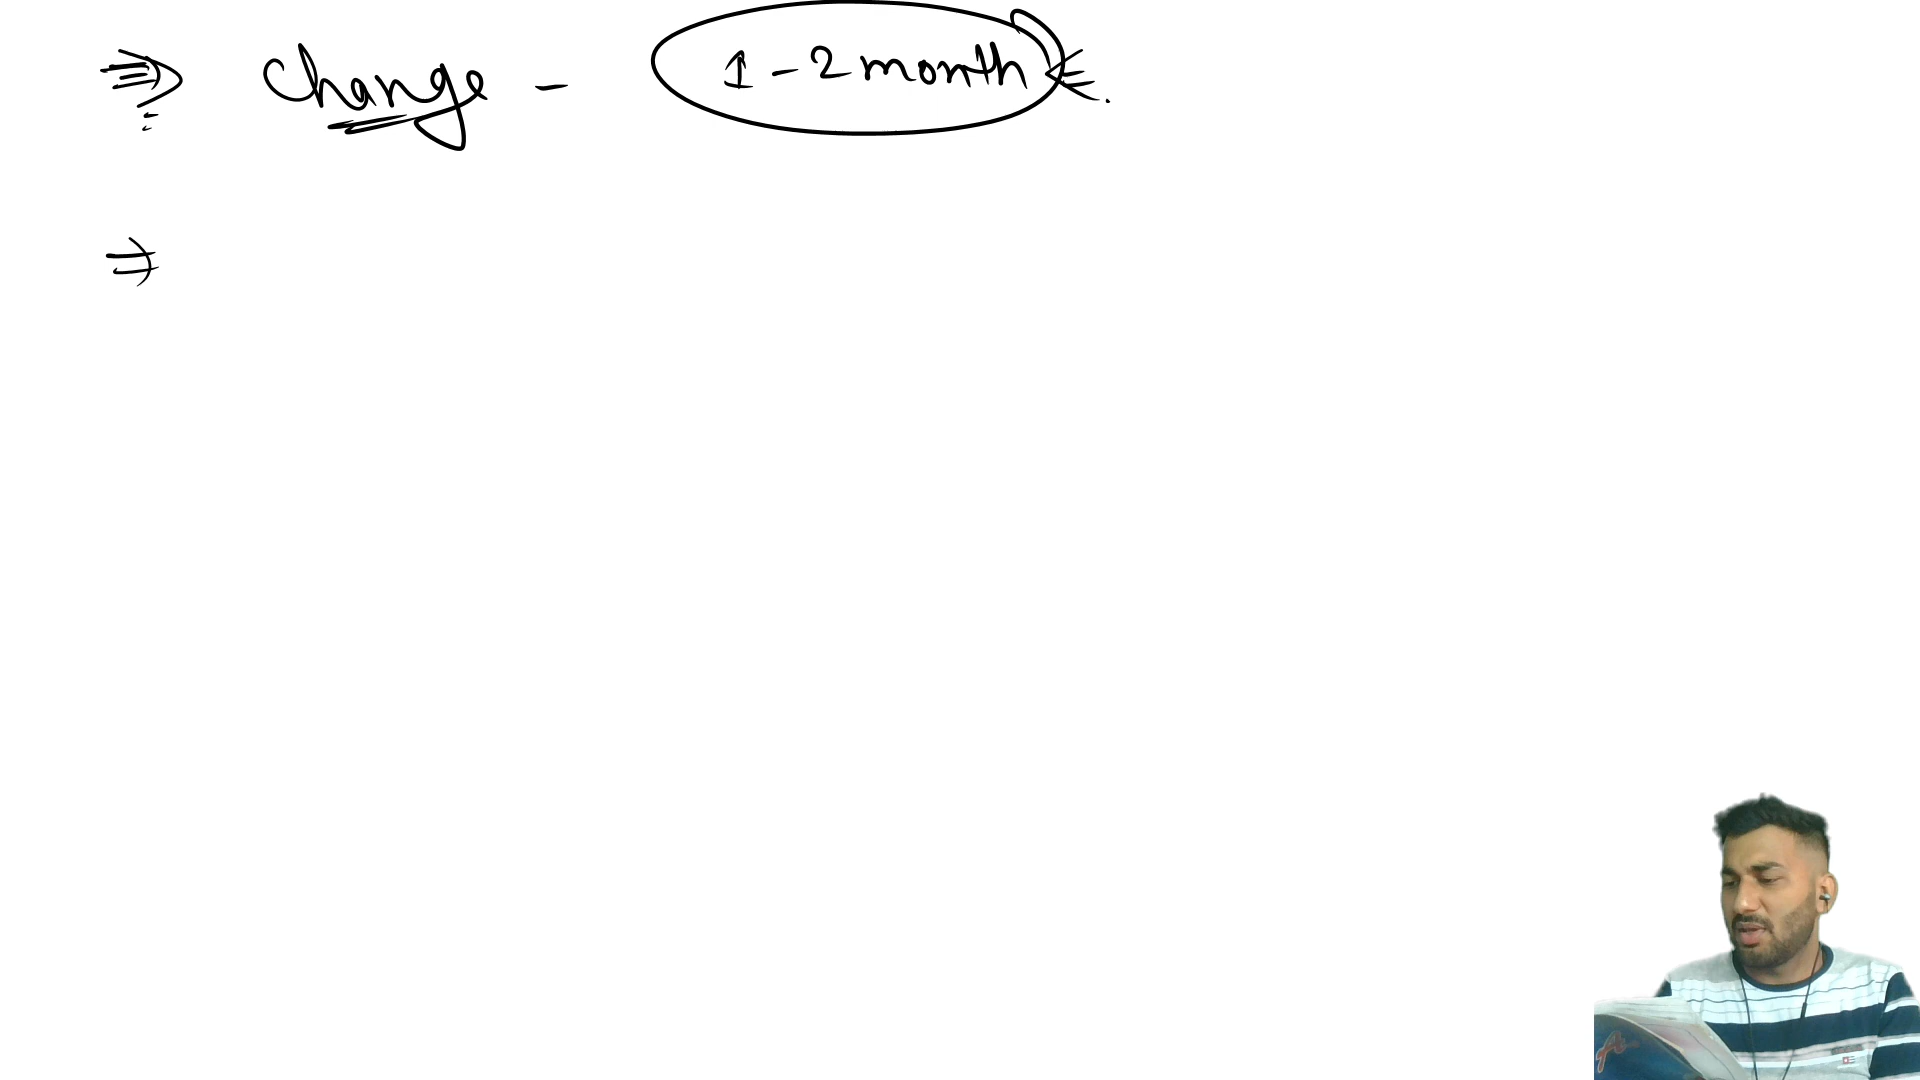 ⇒ change - 1-2 month ⇐.
⇒